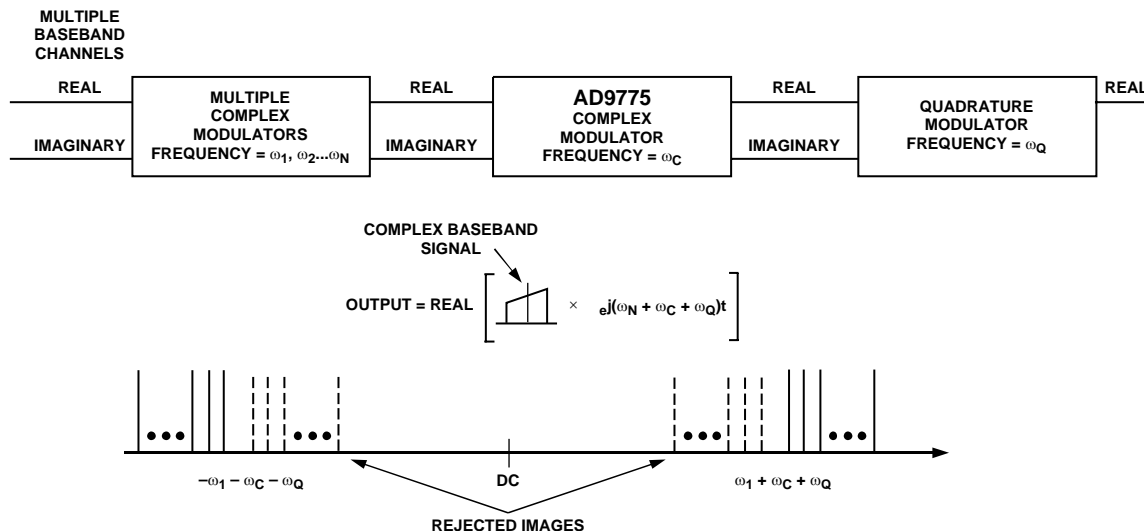 MULTIPLE
BASEBAND
CHANNELS
REAL
IMAGINARY
MULTIPLE
COMPLEX
MODULATORS
FREQUENCY = ω1, ω2...ωN
REAL
IMAGINARY
AD9775
COMPLEX
MODULATOR
FREQUENCY = ωC
REAL
IMAGINARY
QUADRATURE
MODULATOR
FREQUENCY = ωQ
REAL
COMPLEX BASEBAND
SIGNAL
OUTPUT = REAL [ × ej(ωN + ωC + ωQ)t ]
–ω1 – ωC – ωQ
DC
ω1 + ωC + ωQ
REJECTED IMAGES